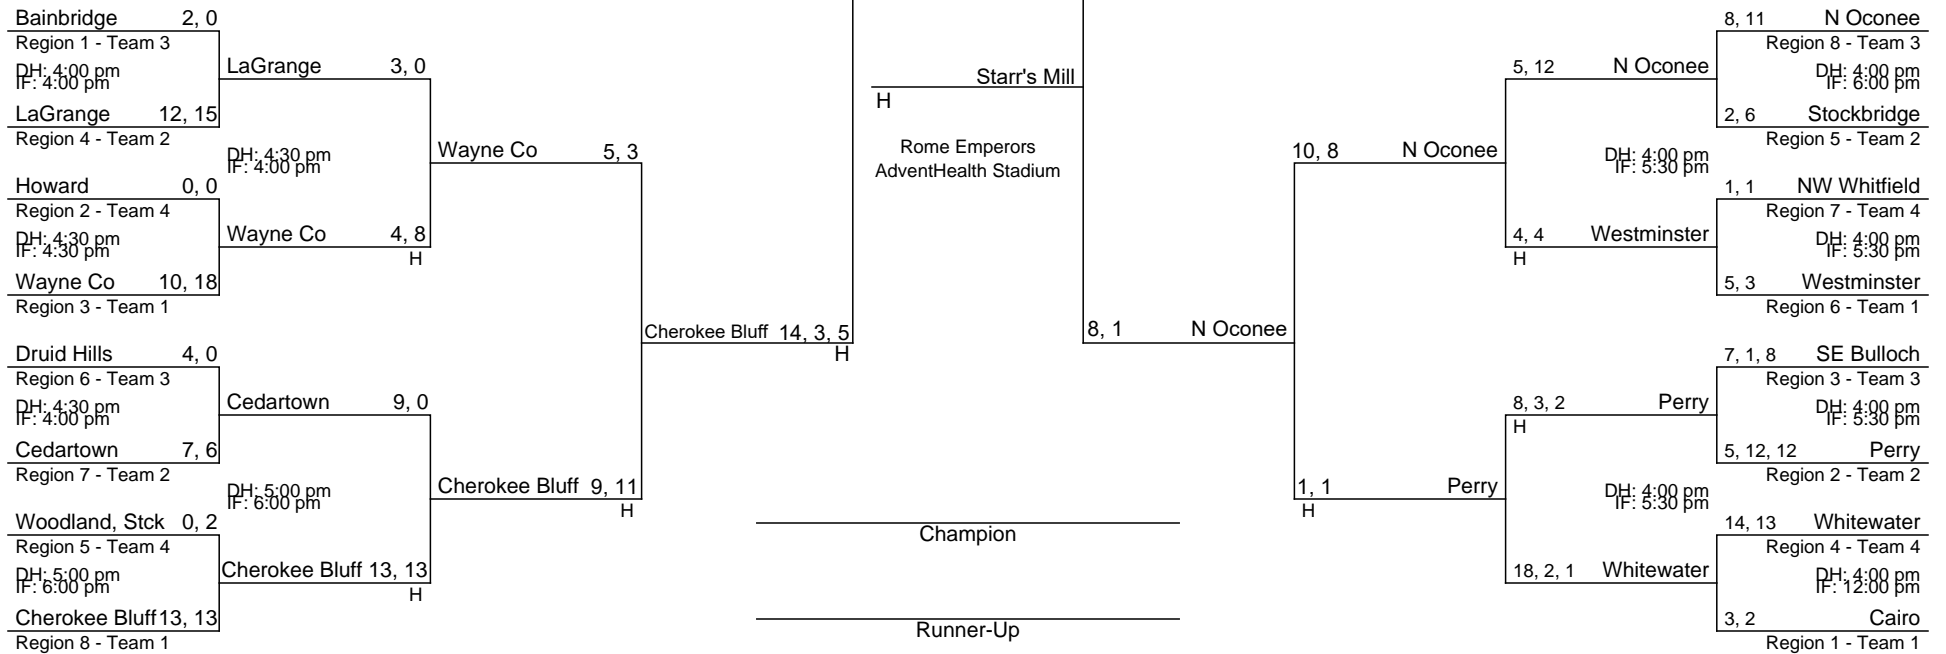 Bainbridge 2, 0
Region 1 - Team 3
DH: 4:00 pm
IF: 4:00 pm
LaGrange 12, 15
Region 4 - Team 2
Howard 0, 0
Region 2 - Team 4
DH: 4:30 pm
IF: 4:30 pm
Wayne Co 10, 18
Region 3 - Team 1
Druid Hills 4, 0
Region 6 - Team 3
DH: 4:30 pm
IF: 4:00 pm
Cedartown 7, 6
Region 7 - Team 2
Woodland, Stck 0, 2
Region 5 - Team 4
DH: 5:00 pm
IF: 6:00 pm
Cherokee Bluff 13, 13
Region 8 - Team 1
LaGrange 3, 0
DH: 4:30 pm
IF: 4:00 pm
Wayne Co 4, 8
H
Cedartown 9, 0
DH: 5:00 pm
IF: 6:00 pm
Cherokee Bluff 13, 13
H
Wayne Co 5, 3
Cherokee Bluff 9, 11
H
Cherokee Bluff 14, 3, 5
H
Starr's Mill
H
Rome Emperors
AdventHealth Stadium
Champion
Runner-Up
8, 1 N Oconee
10, 8 N Oconee
1, 1 Perry
H
5, 12 N Oconee
DH: 4:00 pm
IF: 5:30 pm
4, 4 Westminster
H
8, 3, 2 Perry
H
DH: 4:00 pm
IF: 5:30 pm
18, 2, 1 Whitewater
8, 11 N Oconee
Region 8 - Team 3
DH: 4:00 pm
IF: 6:00 pm
2, 6 Stockbridge
Region 5 - Team 2
1, 1 NW Whitfield
Region 7 - Team 4
DH: 4:00 pm
IF: 5:30 pm
5, 3 Westminster
Region 6 - Team 1
7, 1, 8 SE Bulloch
Region 3 - Team 3
DH: 4:00 pm
IF: 5:30 pm
5, 12, 12 Perry
Region 2 - Team 2
14, 13 Whitewater
Region 4 - Team 4
DH: 4:00 pm
IF: 12:00 pm
3, 2 Cairo
Region 1 - Team 1